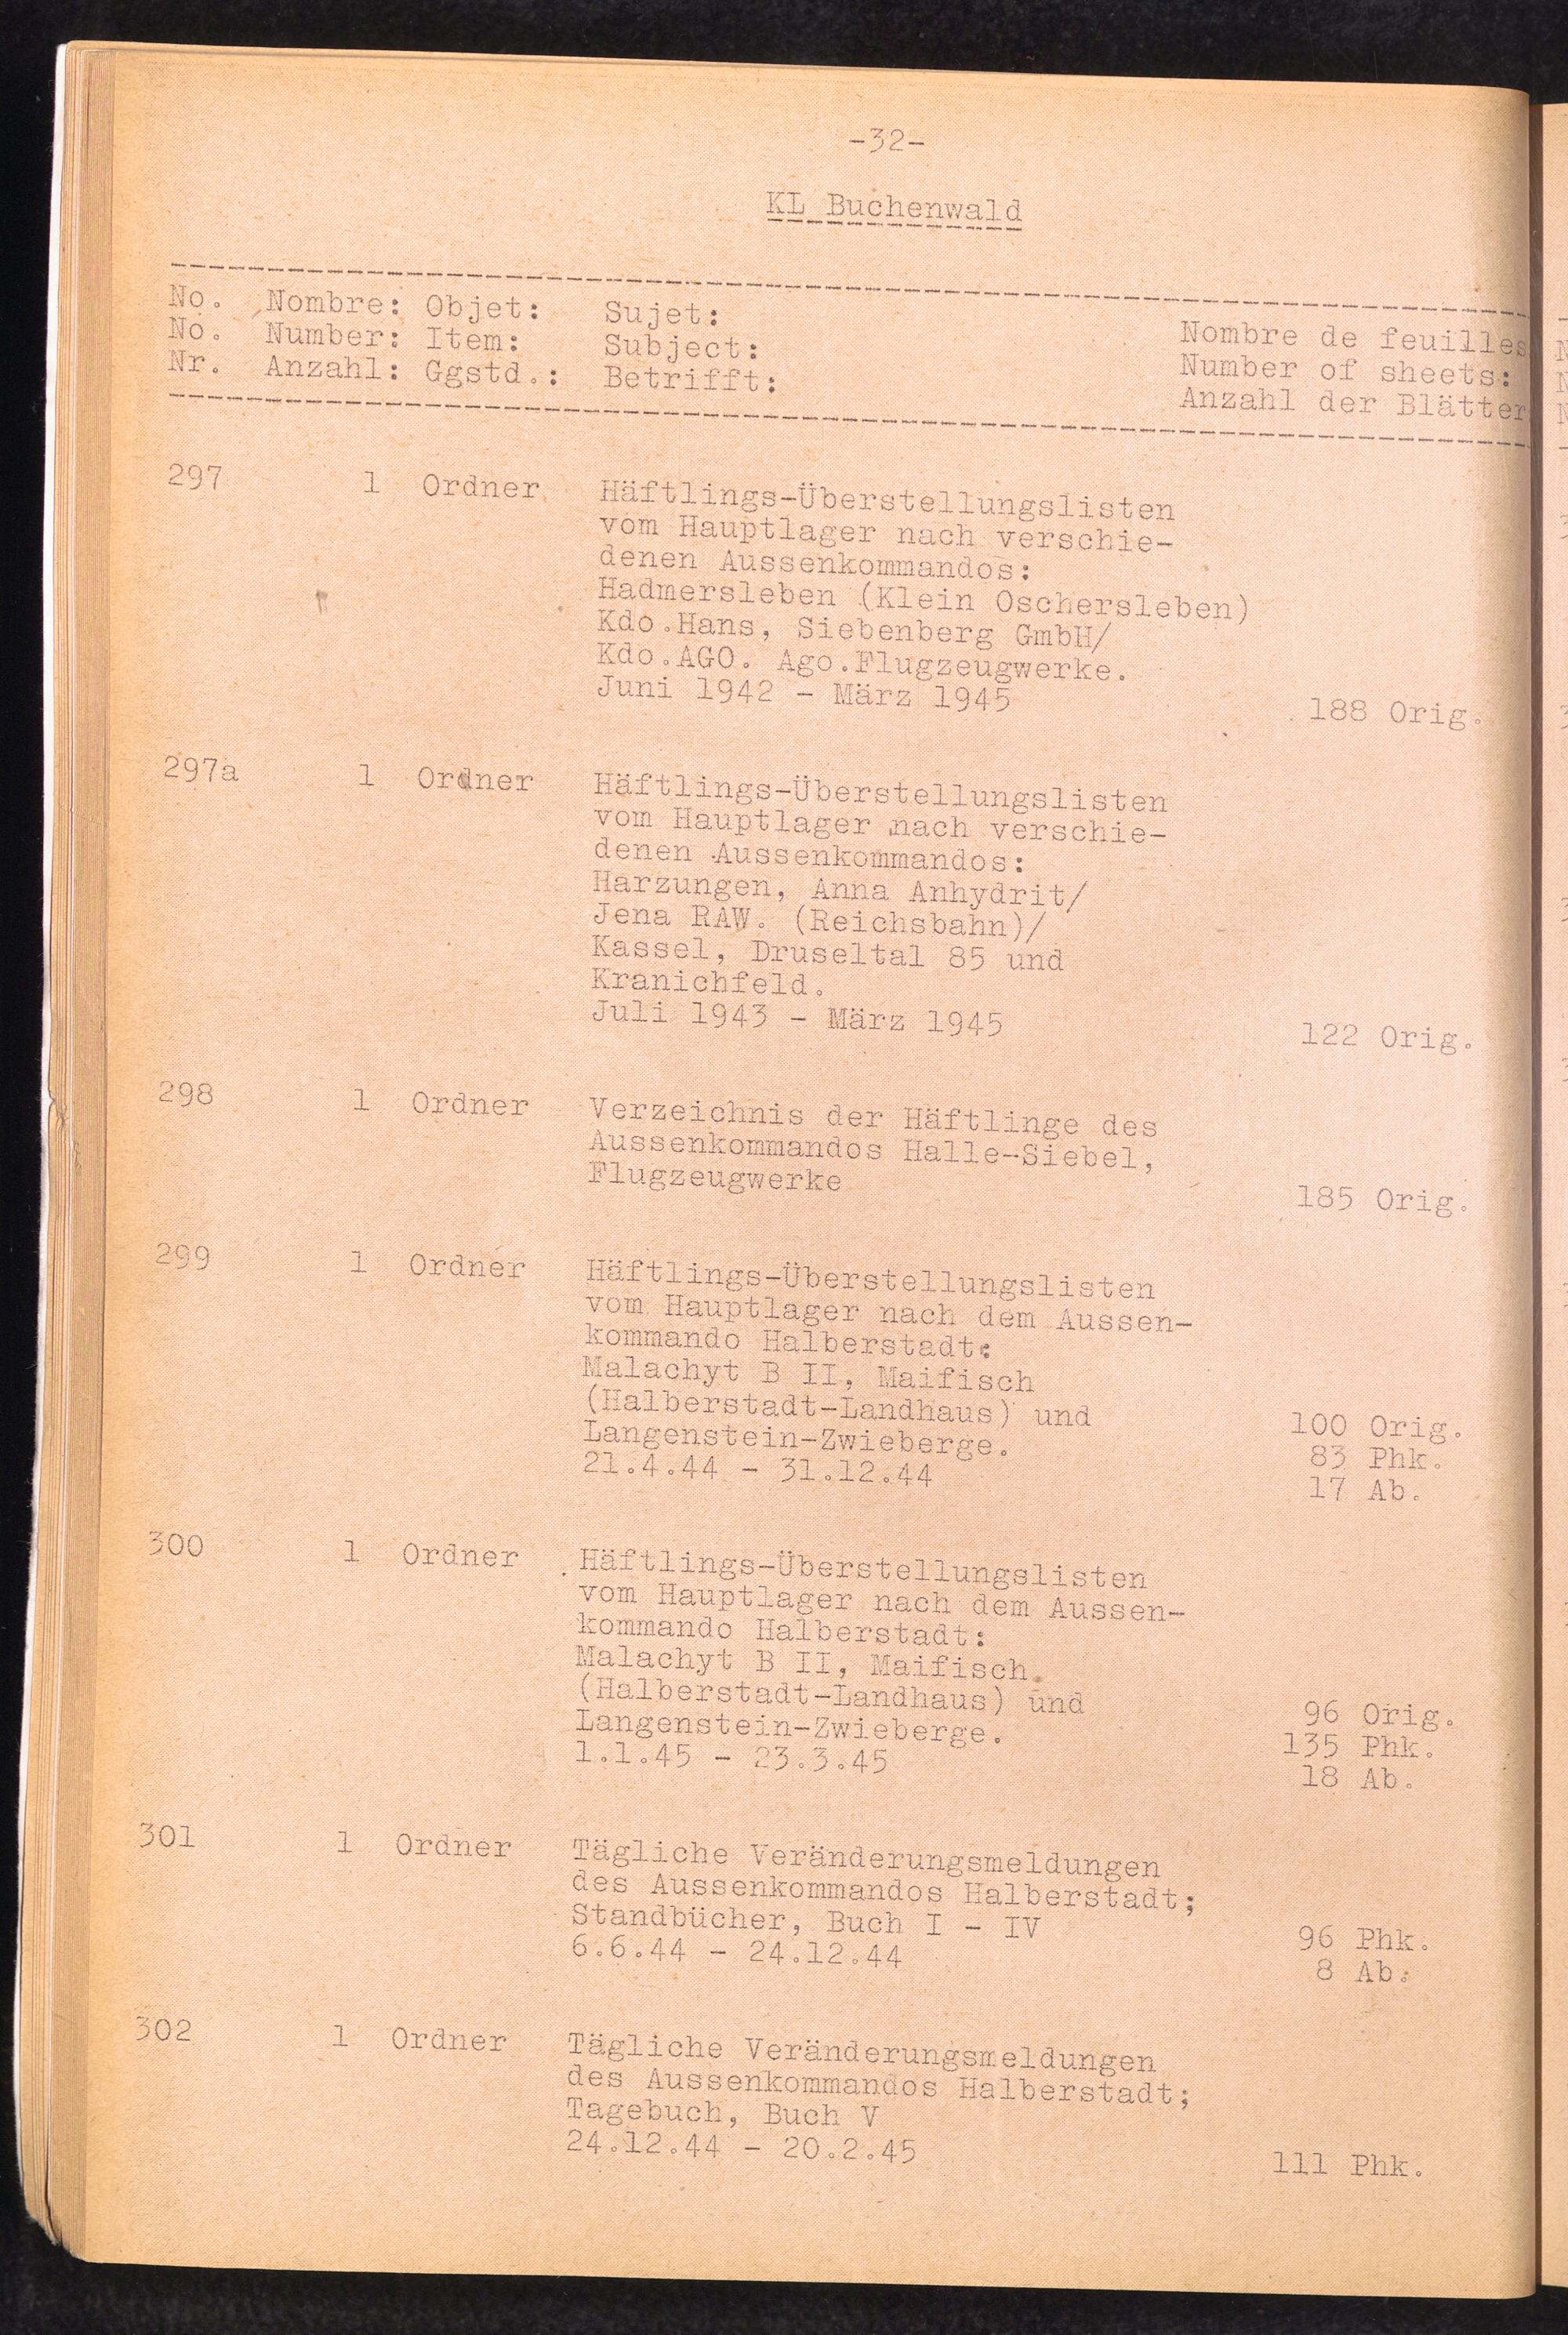 -32-
KL Buchenwald
No. Nombre: Objet: Sujet: Nombre de feuilles
No. Number: Item: Subject: Number of sheets:
Nr. Anzahl: Ggstd.: Betrifft: Anzahl der Blätter
297 1 Ordner Häftlings-Überstellungslisten
vom Hauptlager nach verschie-
denen Aussenkommandos:
Hadmersleben (Klein Oschersleben)
Kdo.Hans, Siebenberg GmbH/
Kdo.AGO. Ago.Flugzeugwerke.
Juni 1942 - März 1945 188 Orig.
297a 1 Ordner Häftlings-Überstellungslisten
vom Hauptlager nach verschie-
denen Aussenkommandos:
Harzungen, Anna Anhydrit/
Jena RAW. (Reichsbahn)/
Kassel, Druseltal 85 und
Kranichfeld.
Juli 1943 - März 1945 122 Orig.
298 1 Ordner Verzeichnis der Häftlinge des
Aussenkommandos Halle-Siebel,
Flugzeugwerke 185 Orig.
299 1 Ordner Häftlings-Überstellungslisten
vom Hauptlager nach dem Aussen-
kommando Halberstadt:
Malachyt B II, Maifisch
(Halberstadt-Landhaus) und 100 Orig.
Langenstein-Zwieberge. 83 Phk.
21.4.44 - 31.12.44 17 Ab.
300 1 Ordner Häftlings-Überstellungslisten
vom Hauptlager nach dem Aussen-
kommando Halberstadt:
Malachyt B II, Maifisch
(Halberstadt-Landhaus) und 96 Orig.
Langenstein-Zwieberge. 135 Phk.
1.1.45 - 23.3.45 18 Ab.
301 1 Ordner Tägliche Veränderungsmeldungen
des Aussenkommandos Halberstadt;
Standbücher, Buch I - IV 96 Phk.
6.6.44 - 24.12.44 8 Ab.
302 1 Ordner Tägliche Veränderungsmeldungen
des Aussenkommandos Halberstadt;
Tagebuch, Buch V
24.12.44 - 20.2.45 111 Phk.